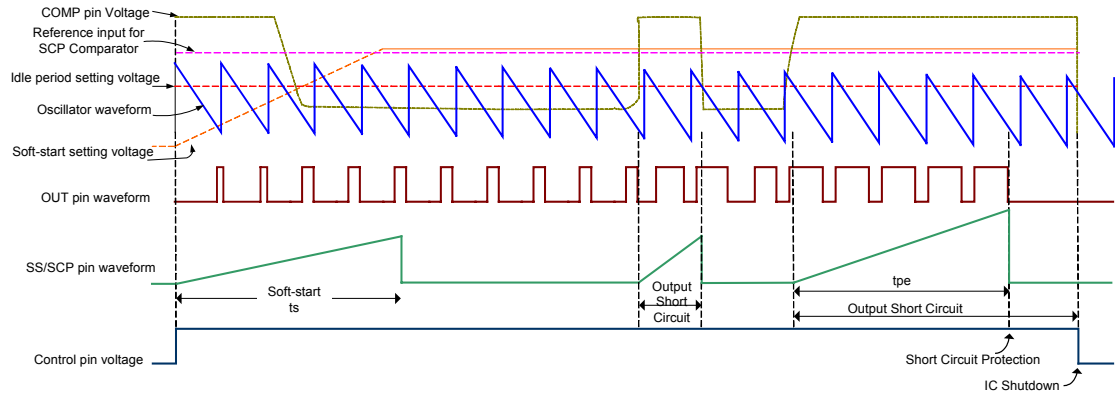 COMP pin Voltage
Reference input for
SCP Comparator
Idle period setting voltage
Oscillator waveform
Soft-start setting voltage
OUT pin waveform
SS/SCP pin waveform
Soft-start
ts
Output
Short
Circuit
tpe
Output Short Circuit
Control pin voltage
Short Circuit Protection
IC Shutdown